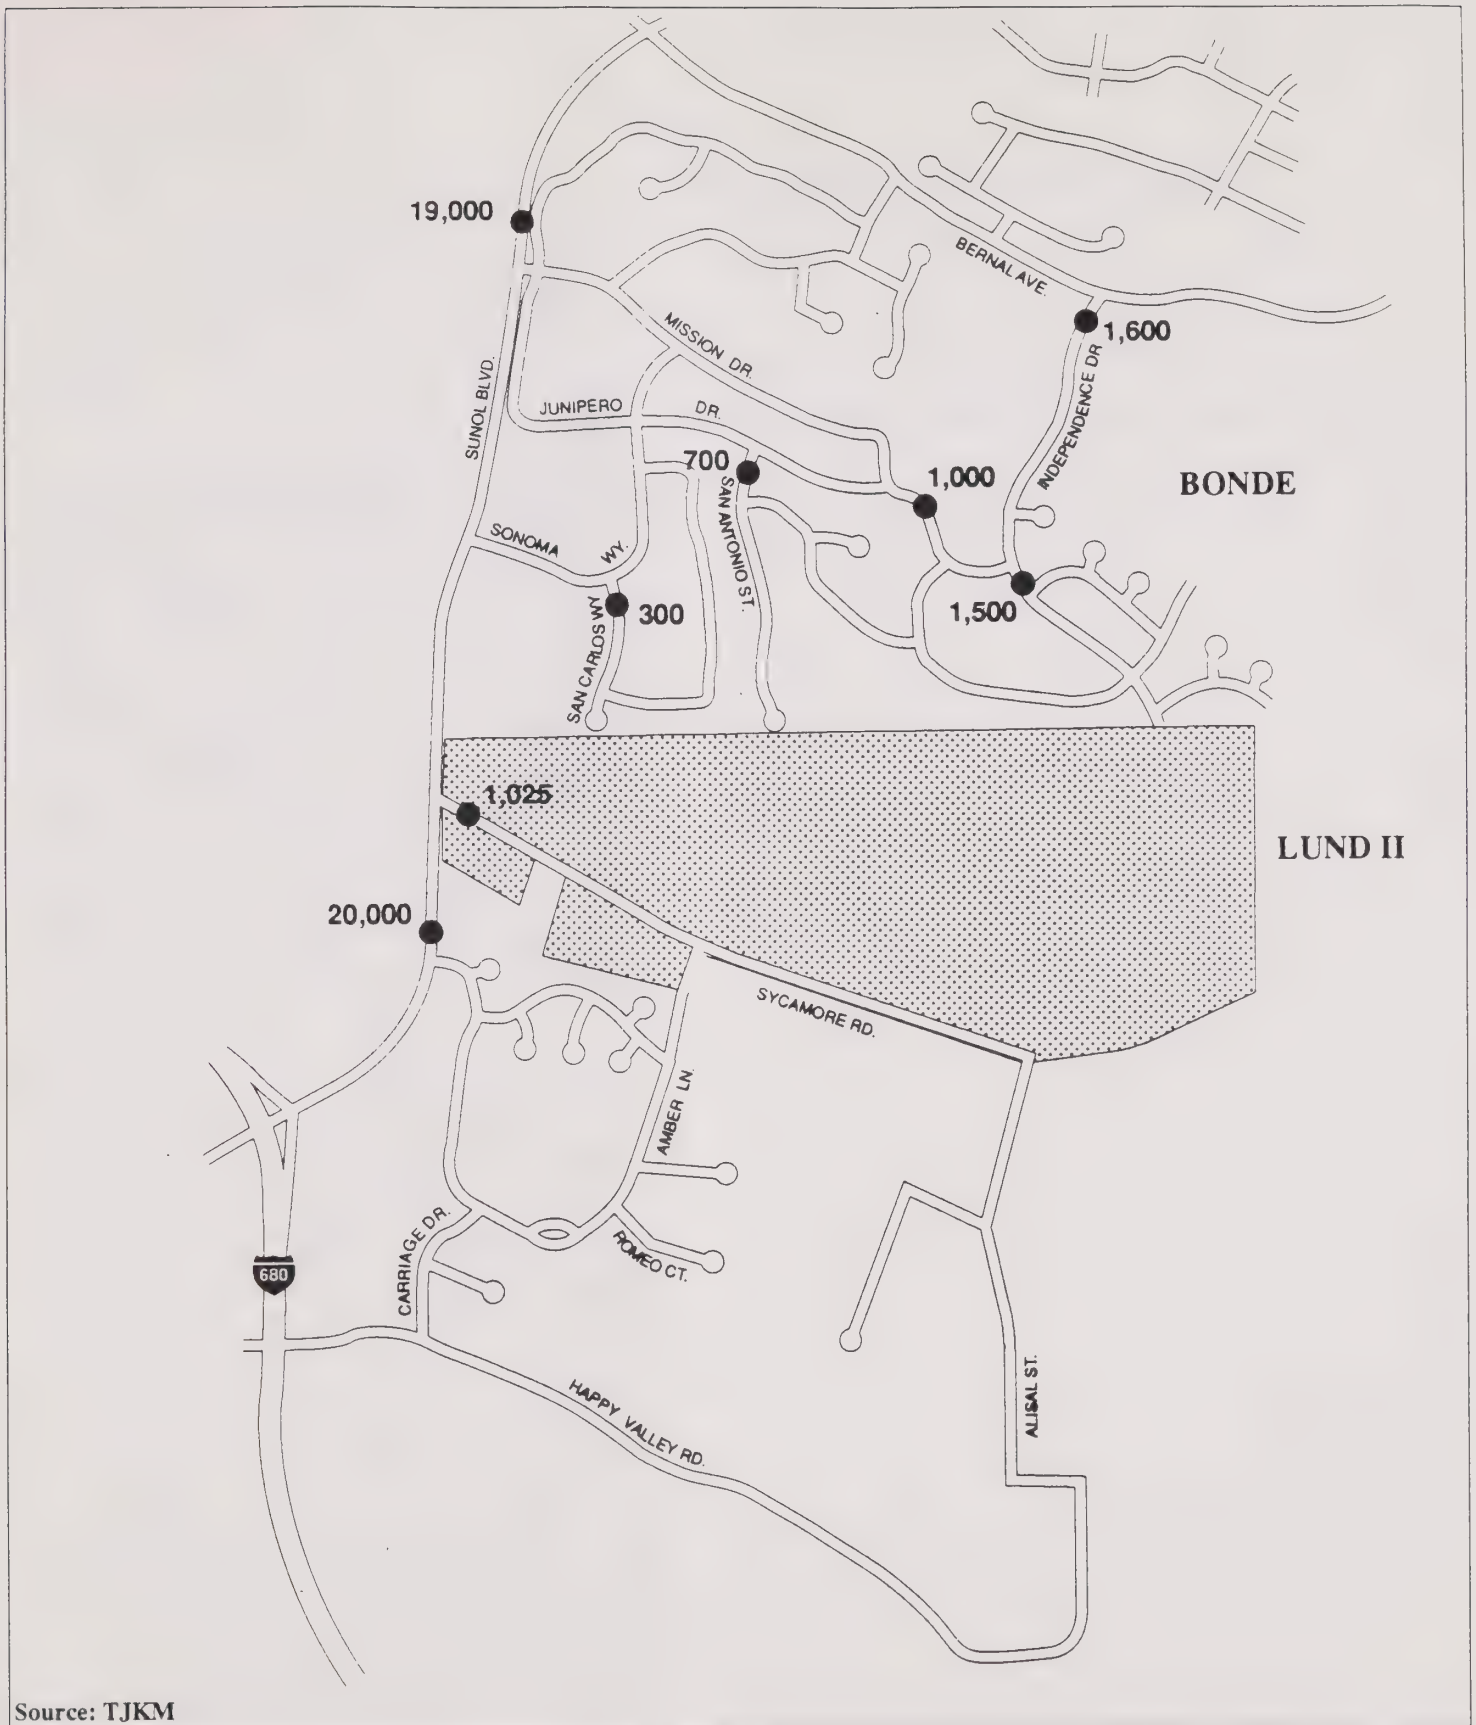 19,000
BERNAL AVE.
1,600
MISSION DR.
INDEPENDENCE DR
SUNOL BLVD.
JUNIPERO DR.
700
1,000
BONDE
SAN ANTONIO ST.
SONOMA WY.
300
1,500
SAN CARLOS WY
1,025
LUND II
20,000
SYCAMORE RD.
AMBER LN.
CARRIAGE DR.
ROMEO CT.
680
ALISAL ST.
HAPPY VALLEY RD.
Source: TJKM